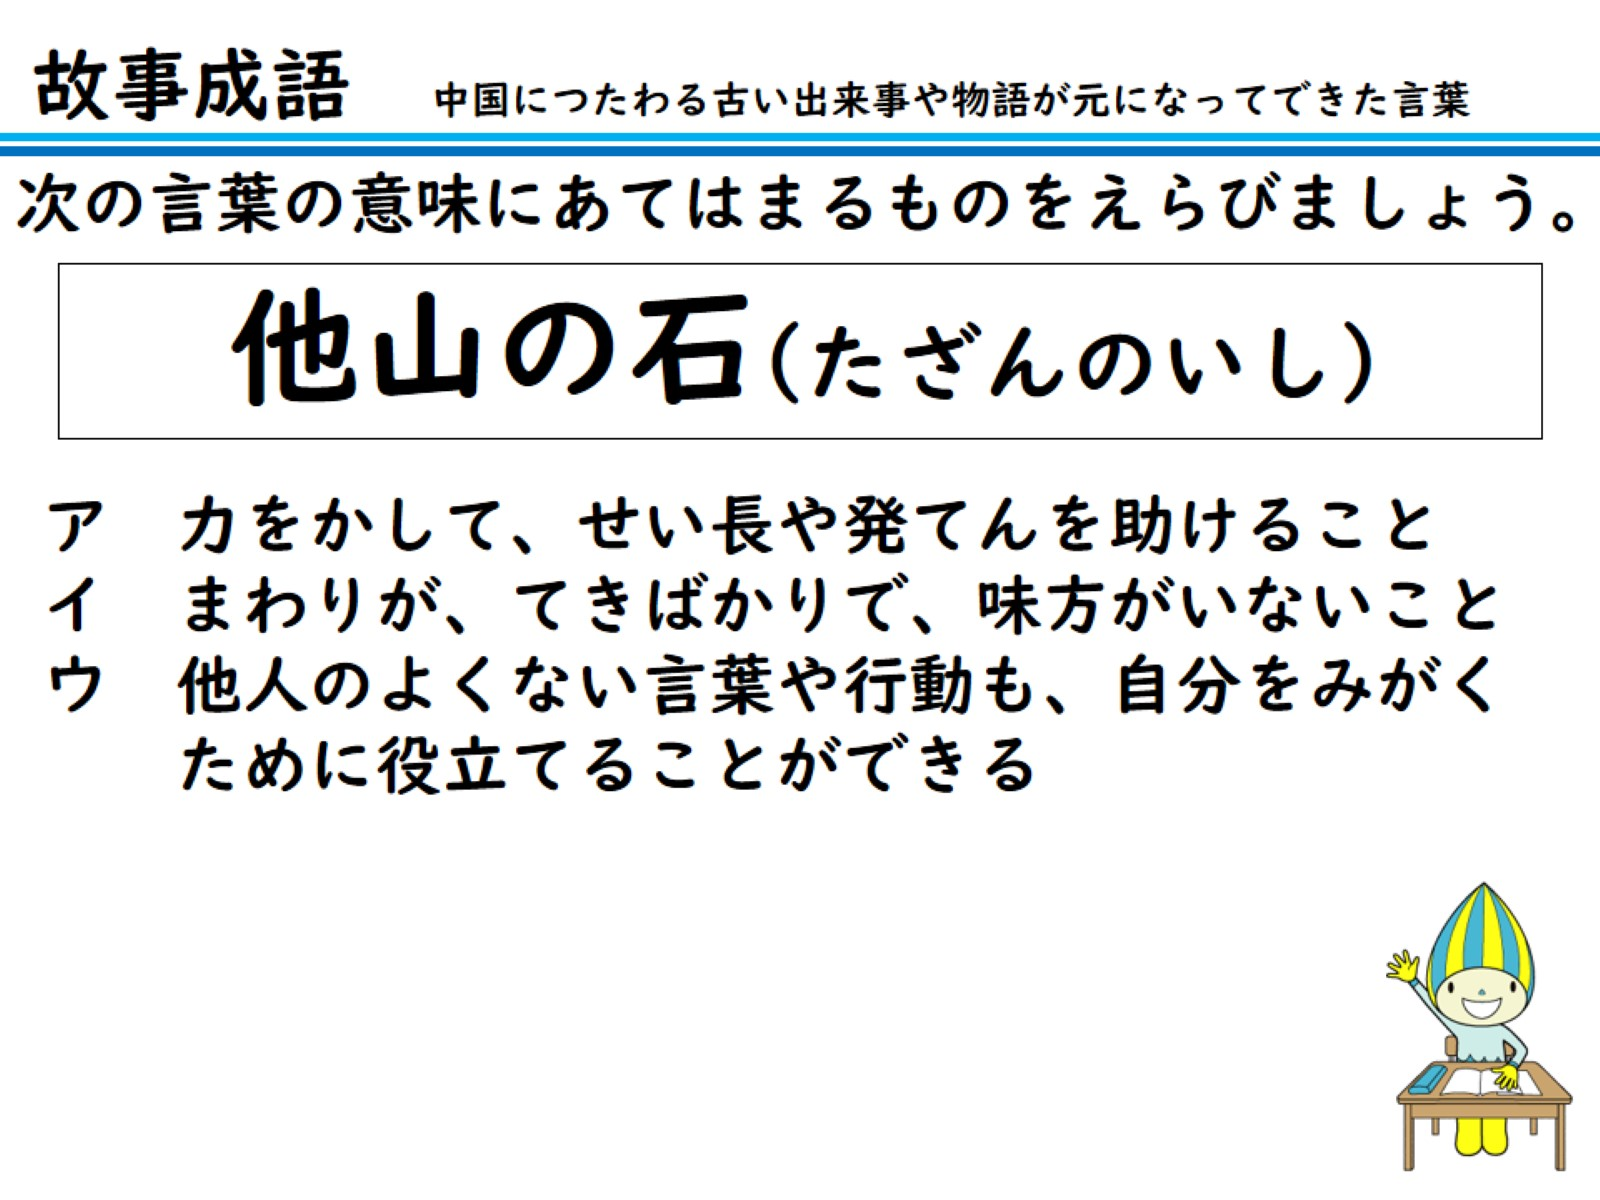 故事成語　中国につたわる古い出来事や物語が元になってできた言葉
次の言葉の意味にあてはまるものをえらびましょう。
他山の石(たざんのいし)
ア　力をかして、せい長や発てんを助けること
イ　まわりが、てきばかりで、味方がいないこと
ウ　他人のよくない言葉や行動も、自分をみがく
ために役立てることができる